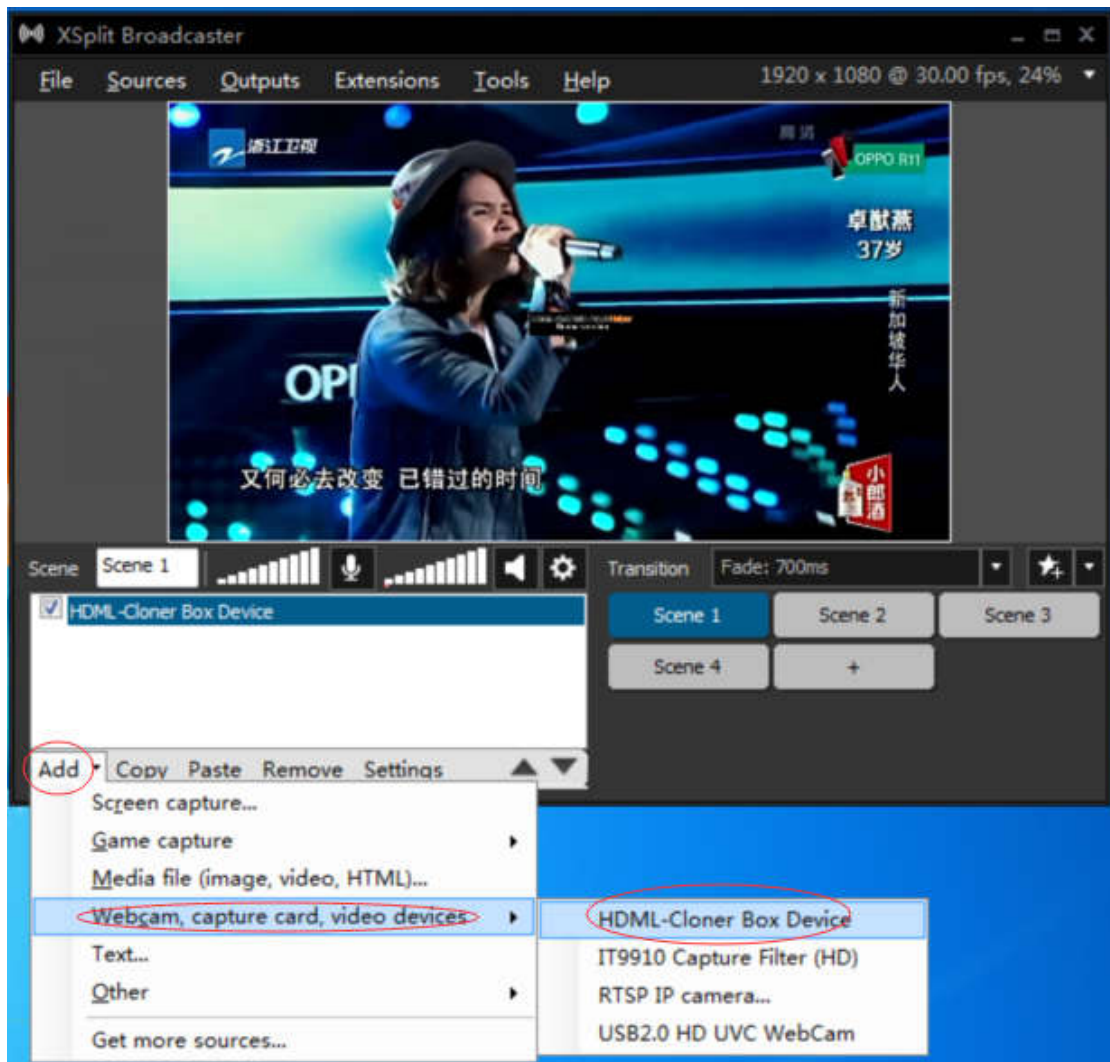 XSplit Broadcaster
File Sources Outputs Extensions Tools Help 1920 x 1080 @ 30.00 fps, 24%
浙江卫视
高清
OPPO R11
卓猷燕
37岁
新加坡华人
OPP
又何必去改变 已错过的时间
小郎酒
Scene Scene 1 Transition Fade: 700ms
HDML-Cloner Box Device
Scene 1 Scene 2 Scene 3
Scene 4 +
Add Copy Paste Remove Settings
Screen capture...
Game capture
Media file (image, video, HTML)...
Webcam, capture card, video devices
Text...
Other
Get more sources...
HDML-Cloner Box Device
IT9910 Capture Filter (HD)
RTSP IP camera...
USB2.0 HD UVC WebCam